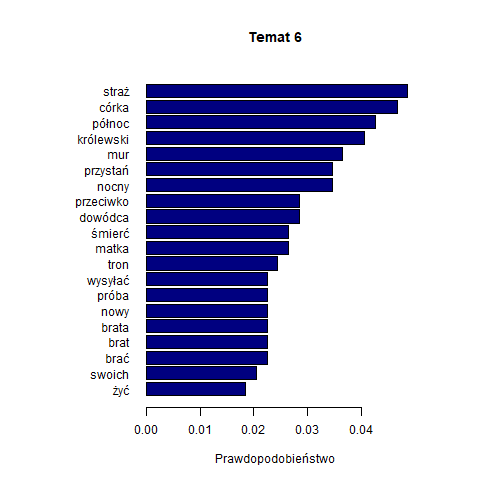 Temat 6
straż
córka
północ
królewski
mur
przystań
nocny
przeciwko
dowódca
śmierć
matka
tron
wysyłać
próba
nowy
brata
brat
brać
swoich
żyć
0.00 0.01 0.02 0.03 0.04
Prawdopodobieństwo